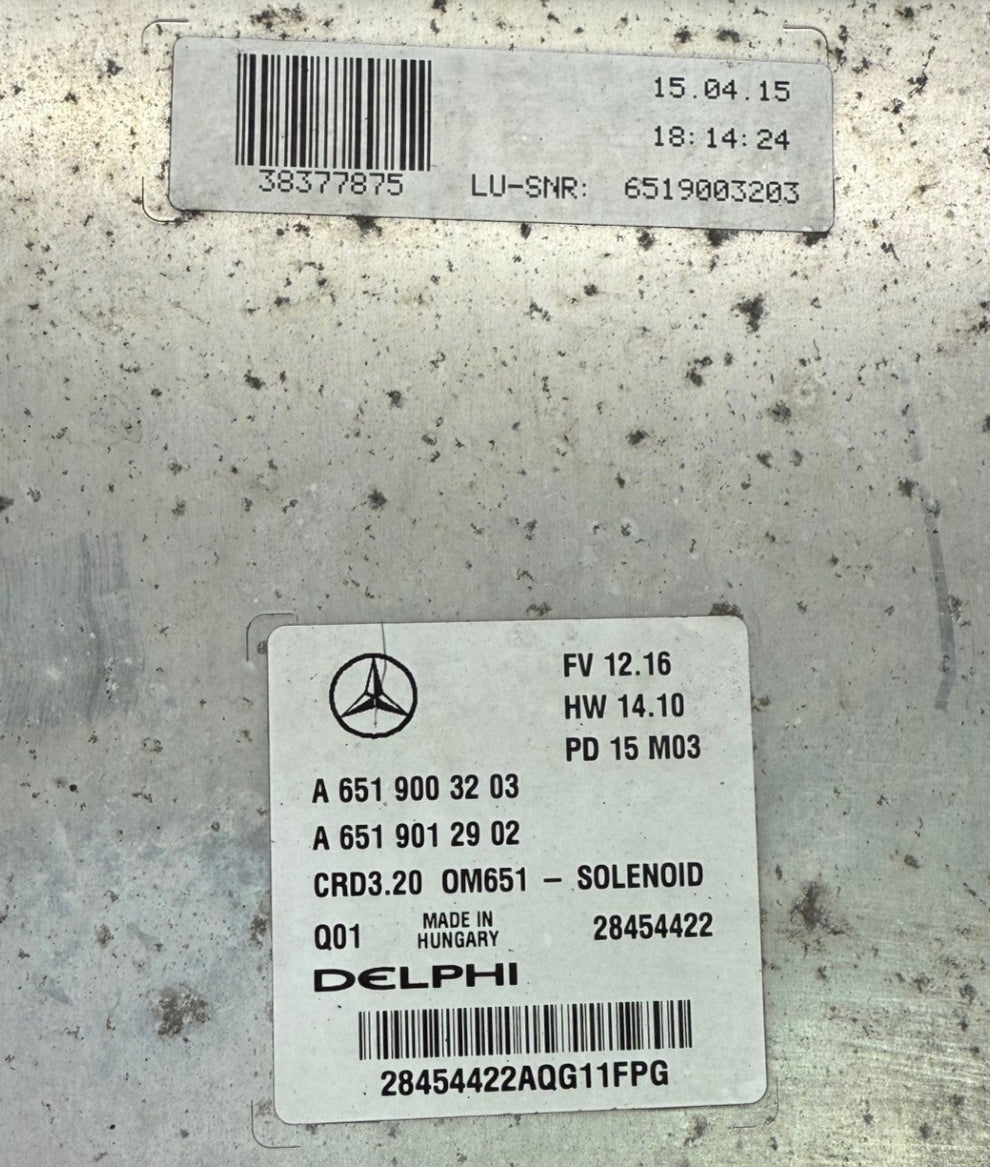 15.04.15
18:14:24
38377875 LU-SNR: 6519003203
FV 12.16
HW 14.10
PD 15 M03
A 651 900 32 03
A 651 901 29 02
CRD3.20 OM651 – SOLENOID
Q01 MADE IN HUNGARY 28454422
DELPHI
28454422AQG11FPG